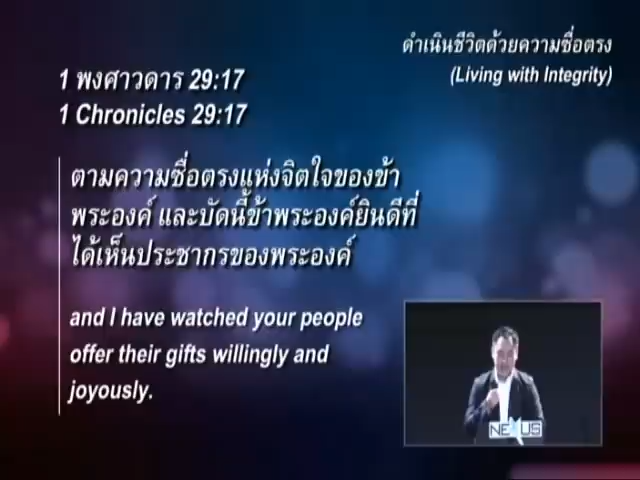 ดำเนินชีวิตด้วยความซื่อตรง
(Living with Integrity)
1 พงศาวดาร 29:17
1 Chronicles 29:17
ตามความซื่อตรงแห่งจิตใจของข้า
พระองค์ และบัดนี้ข้าพระองค์ยินดีที่
ได้เห็นประชากรของพระองค์
and I have watched your people
offer their gifts willingly and
joyously.
NEXUS